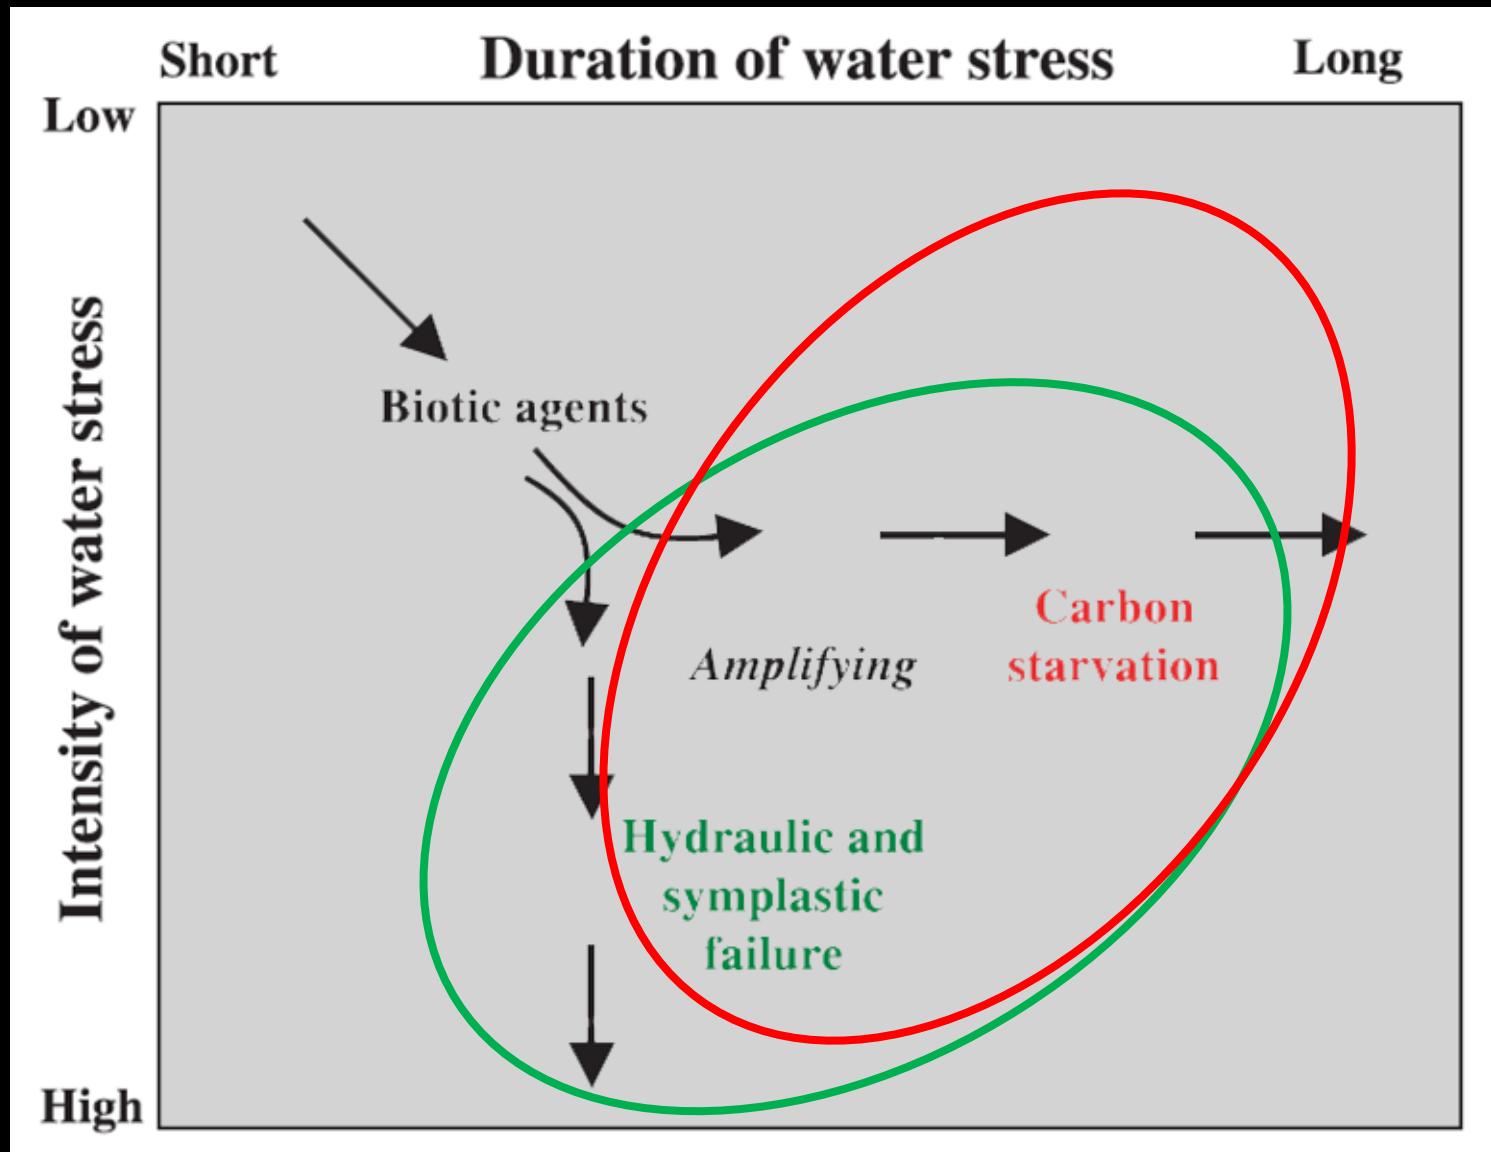 Short
Duration of water stress
Long
Low
Intensity of water stress
Biotic agents
Carbon
starvation
Amplifying
Hydraulic and
symplastic
failure
High